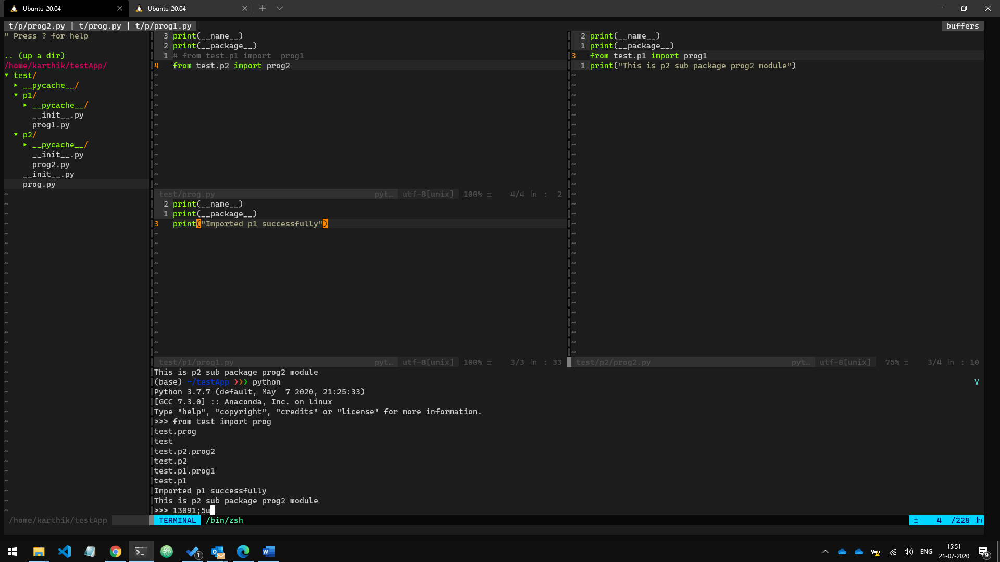 Ubuntu-20.04
Ubuntu-20.04
t/p/prog2.py | t/prog.py | t/p/prog1.py
buffers
" Press ? for help
.. (up a dir)
/home/karthik/testApp/
▾ test/
▸ __pycache__/
▾ p1/
▸ __pycache__/
__init__.py
prog1.py
▾ p2/
▸ __pycache__/
__init__.py
prog2.py
__init__.py
prog.py
/home/karthik/testApp
3 print(__name__)
2 print(__package__)
1 # from test.p1 import  prog1
4 from test.p2 import prog2
test/prog.py pyt… utf-8[unix] 100% ≡ 4/4 ln : 2
2 print(__name__)
1 print(__package__)
3 print("Imported p1 successfully")
test/p1/prog1.py pyt… utf-8[unix] 100% ≡ 3/3 ln : 33
2 print(__name__)
1 print(__package__)
3 from test.p1 import prog1
1 print("This is p2 sub package prog2 module")
test/p2/prog2.py pyt… utf-8[unix] 75% ≡ 3/4 ln : 10
This is p2 sub package prog2 module
(base) ~/testApp ❯❯❯ python
V
Python 3.7.7 (default, May  7 2020, 21:25:33)
[GCC 7.3.0] :: Anaconda, Inc. on linux
Type "help", "copyright", "credits" or "license" for more information.
>>> from test import prog
test.prog
test
test.p2.prog2
test.p2
test.p1.prog1
test.p1
Imported p1 successfully
This is p2 sub package prog2 module
>>> 13091;5u
TERMINAL /bin/zsh
≡ 4 /228 ln
1
ENG
15:51
21-07-2020
9